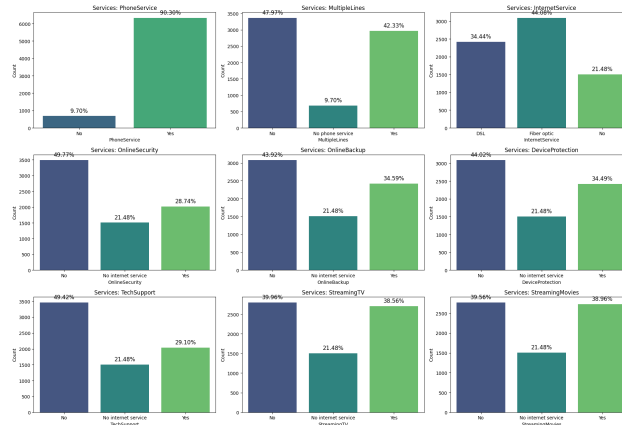 Services: PhoneService
90.30%
9.70%
Count
6000
5000
4000
3000
2000
1000
0
No
Yes
PhoneService
Services: MultipleLines
47.97%
42.33%
9.70%
Count
3500
3000
2500
2000
1500
1000
500
0
No
No phone service
Yes
MultipleLines
Services: InternetService
44.08%
34.44%
21.48%
Count
3000
2500
2000
1500
1000
500
0
DSL
Fiber optic
No
InternetService
Services: OnlineSecurity
49.77%
28.74%
21.48%
Count
3500
3000
2500
2000
1500
1000
500
0
No
No internet service
Yes
OnlineSecurity
Services: OnlineBackup
43.92%
34.59%
21.48%
Count
3000
2500
2000
1500
1000
500
0
No
No internet service
Yes
OnlineBackup
Services: DeviceProtection
44.02%
34.49%
21.48%
Count
3000
2500
2000
1500
1000
500
0
No
No internet service
Yes
DeviceProtection
Services: TechSupport
49.42%
29.10%
21.48%
Count
3500
3000
2500
2000
1500
1000
500
0
No
No internet service
Yes
TechSupport
Services: StreamingTV
39.96%
38.56%
21.48%
Count
2500
2000
1500
1000
500
0
No
No internet service
Yes
StreamingTV
Services: StreamingMovies
39.56%
38.96%
21.48%
Count
2500
2000
1500
1000
500
0
No
No internet service
Yes
StreamingMovies